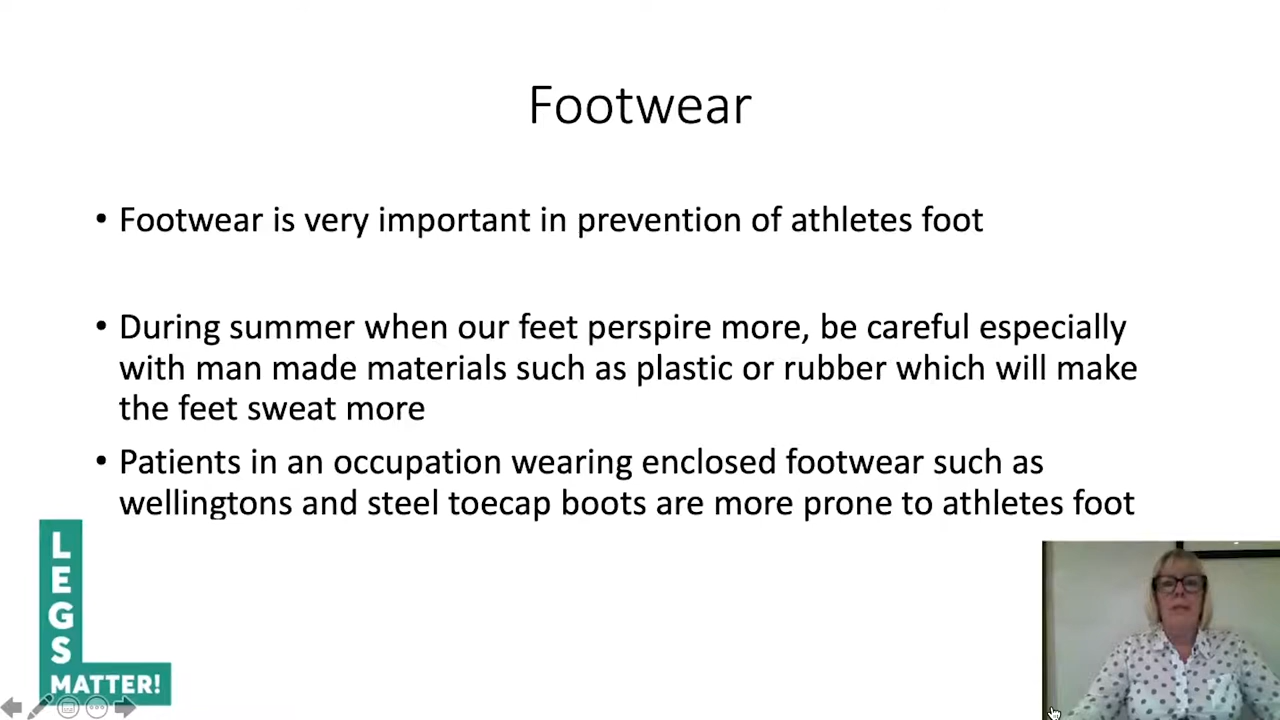 Footwear
• Footwear is very important in prevention of athletes foot
• During summer when our feet perspire more, be careful especially
with man made materials such as plastic or rubber which will make
the feet sweat more
• Patients in an occupation wearing enclosed footwear such as
wellingtons and steel toecap boots are more prone to athletes foot
LEGS
MATTER!